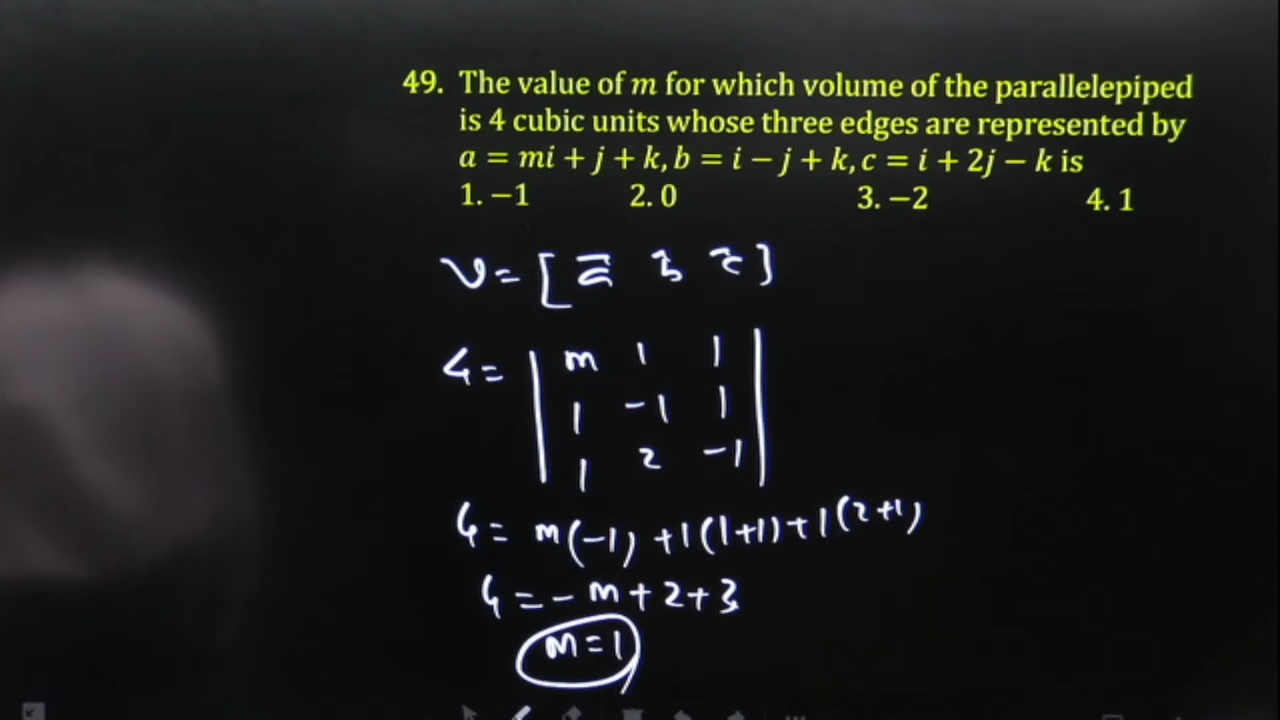 49. The value of m for which volume of the parallelepiped
is 4 cubic units whose three edges are represented by
a = mi + j + k, b = i − j + k, c = i + 2j − k is
1. −1 2. 0 3. −2 4. 1
V = [a̅ b̅ c̅]
4 = | m 1 1 |
| 1 -1 1 |
| 1 2 -1 |
4 = m(-1) +1(1+1)+1(2+1)
4 = - m + 2 + 3
m = 1